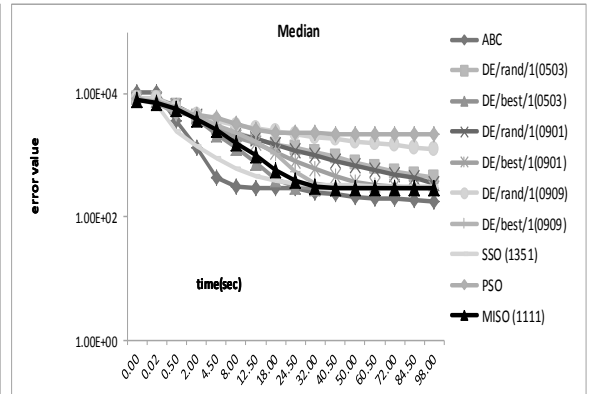 Median
1.00E+04
1.00E+02
1.00E+00
error value
time(sec)
0.00
0.02
0.50
2.00
4.50
8.00
12.50
18.00
24.50
32.00
40.50
50.00
60.50
72.00
84.50
98.00
ABC
DE/rand/1(0503)
DE/best/1(0503)
DE/rand/1(0901)
DE/best/1(0901)
DE/rand/1(0909)
DE/best/1(0909)
SSO (1351)
PSO
MISO (1111)